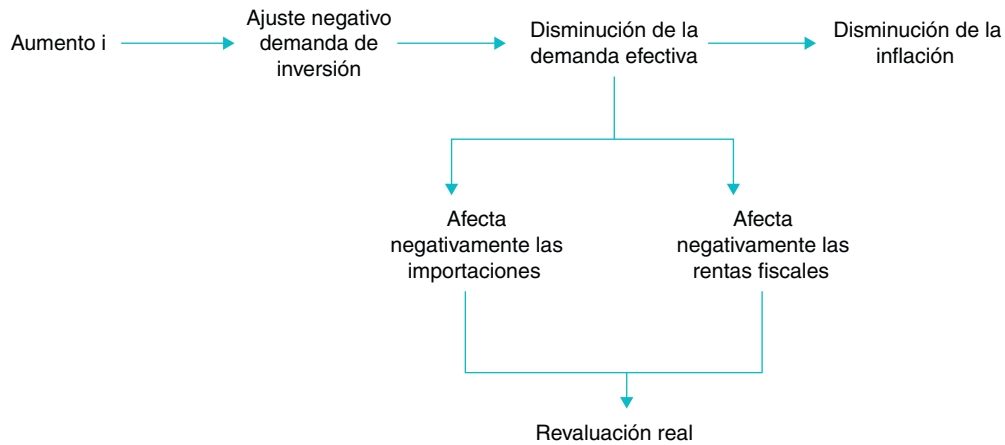 Aumento i
Ajuste negativo
demanda de
inversión
Disminución de la
demanda efectiva
Disminución de la
inflación
Afecta
negativamente las
importaciones
Afecta
negativamente las
rentas fiscales
Revaluación real